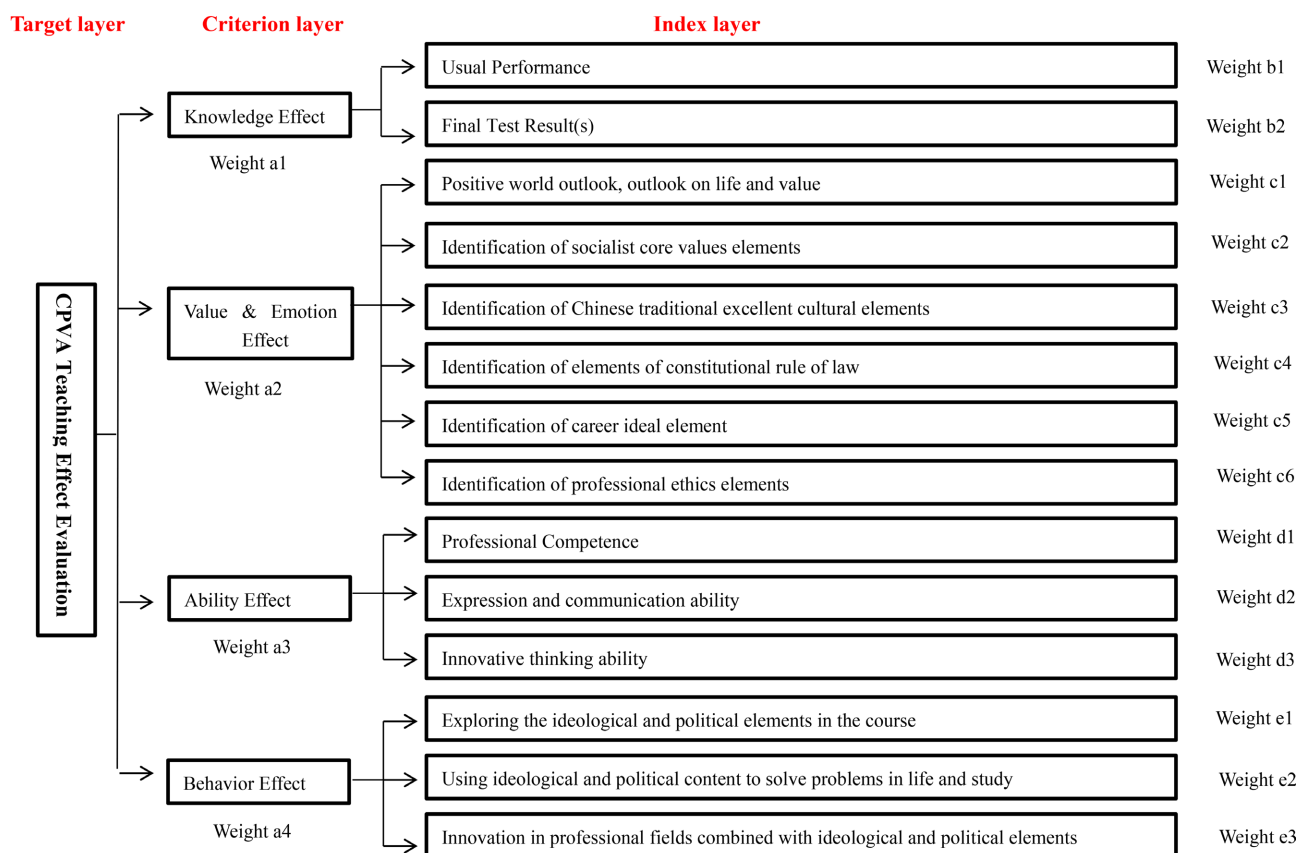 Target layer
Criterion layer
Index layer
CPVA Teaching Effect Evaluation
Knowledge Effect
Weight a1
Usual Performance
Weight b1
Final Test Result(s)
Weight b2
Value & Emotion
Effect
Weight a2
Positive world outlook, outlook on life and value
Weight c1
Identification of socialist core values elements
Weight c2
Identification of Chinese traditional excellent cultural elements
Weight c3
Identification of elements of constitutional rule of law
Weight c4
Identification of career ideal element
Weight c5
Identification of professional ethics elements
Weight c6
Ability Effect
Weight a3
Professional Competence
Weight d1
Expression and communication ability
Weight d2
Innovative thinking ability
Weight d3
Behavior Effect
Weight a4
Exploring the ideological and political elements in the course
Weight e1
Using ideological and political content to solve problems in life and study
Weight e2
Innovation in professional fields combined with ideological and political elements
Weight e3